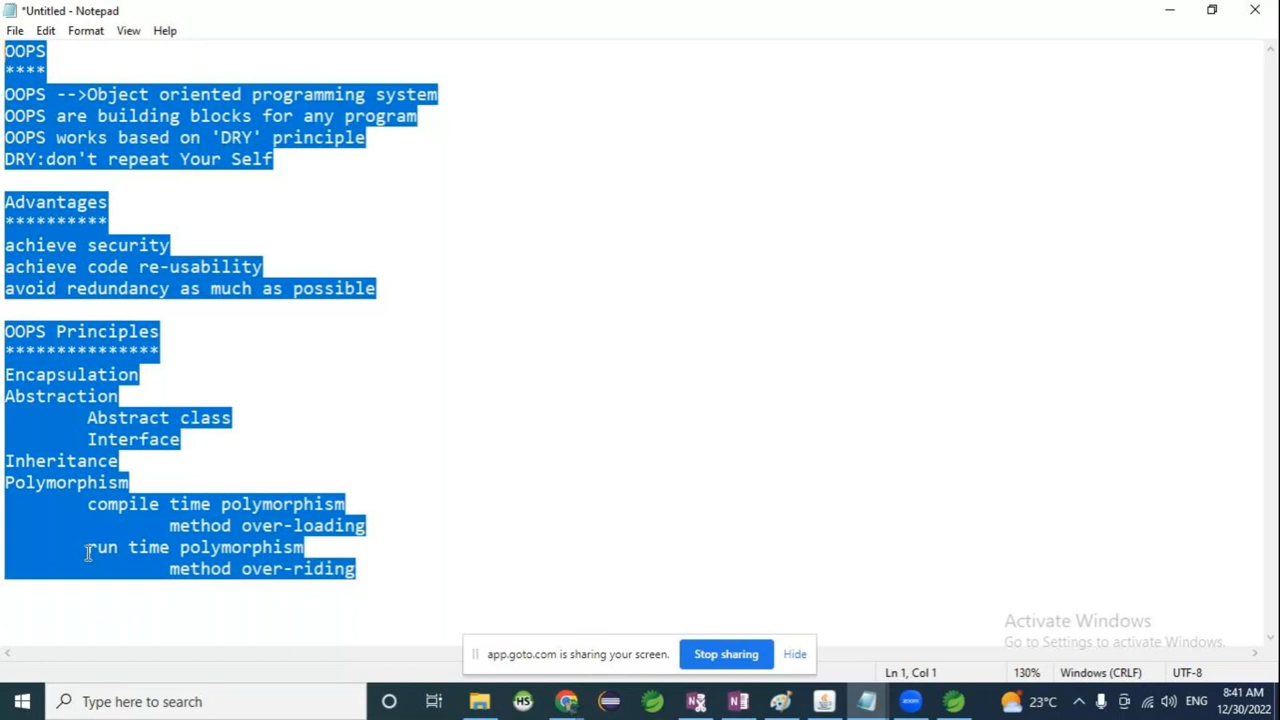 *Untitled - Notepad
File Edit Format View Help
OOPS
****
OOPS -->Object oriented programming system
OOPS are building blocks for any program
OOPS works based on 'DRY' principle
DRY:don't repeat Your Self
Advantages
**********
achieve security
achieve code re-usability
avoid redundancy as much as possible
OOPS Principles
***************
Encapsulation
Abstraction
Abstract class
Interface
Inheritance
Polymorphism
compile time polymorphism
method over-loading
run time polymorphism
method over-riding
Activate Windows
Go to Settings to activate Windows.
app.goto.com is sharing your screen. Stop sharing Hide
Ln 1, Col 1 130% Windows (CRLF) UTF-8
Type here to search HS N 23°C ENG 8:41 AM
12/30/2022